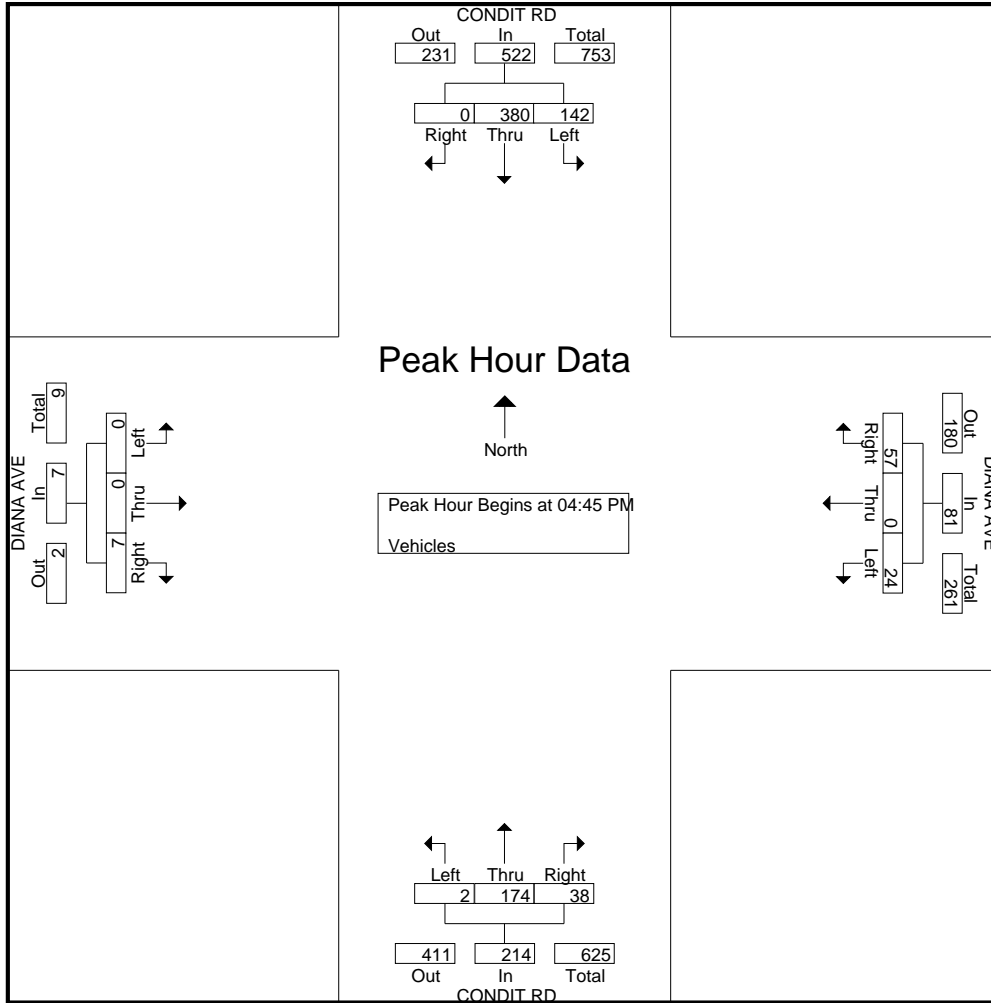 CONDIT RD
Out In Total
231 522 753
0 380 142
Right Thru Left
Peak Hour Data
North
Peak Hour Begins at 04:45 PM
Vehicles
DIANA AVE
Total In Out
9 7 2
0 0 7
Left Thru Right
Right Thru Left
57 0 24
180 81 261
Out In Total
DIANA AVE
Left Thru Right
2 174 38
411 214 625
Out In Total
CONDIT RD